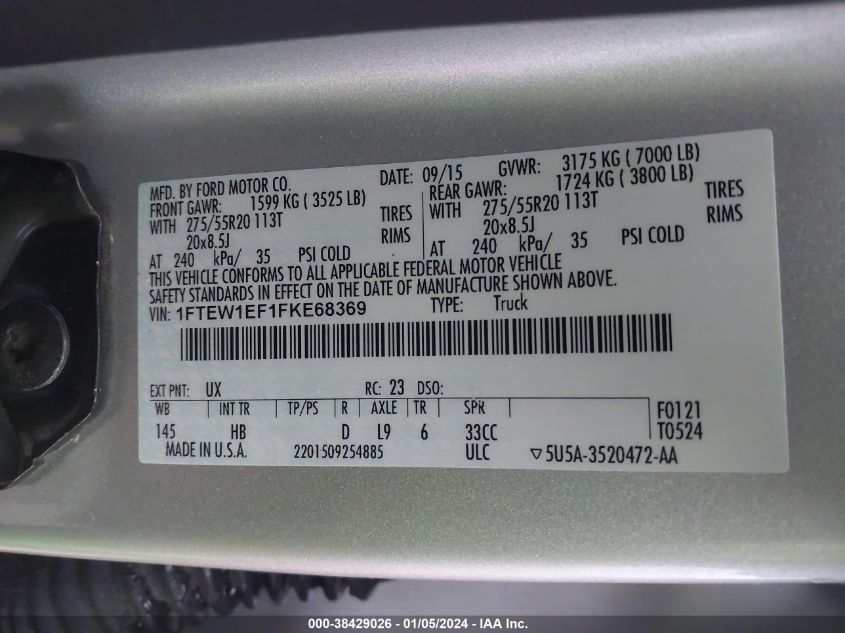 MFD. BY FORD MOTOR CO. DATE: 09/15 GVWR: 3175 KG ( 7000 LB)
FRONT GAWR: 1599 KG ( 3525 LB) REAR GAWR: 1724 KG ( 3800 LB)
WITH 275/55R20 113T TIRES WITH 275/55R20 113T TIRES
20x8.5J RIMS 20x8.5J RIMS
AT 240 kPa/ 35 PSI COLD AT 240 kPa/ 35 PSI COLD
THIS VEHICLE CONFORMS TO ALL APPLICABLE FEDERAL MOTOR VEHICLE
SAFETY STANDARDS IN EFFECT ON THE DATE OF MANUFACTURE SHOWN ABOVE.
VIN: 1FTEW1EF1FKE68369 TYPE: Truck
EXT PNT: UX RC: 23 DSO:
WB INT TR TP/PS R AXLE TR SPR F0121
145 HB D L9 6 33CC T0524
MADE IN U.S.A. 2201509254885 ULC ▽5U5A-3520472-AA
000-38429026 - 01/05/2024 - IAA Inc.